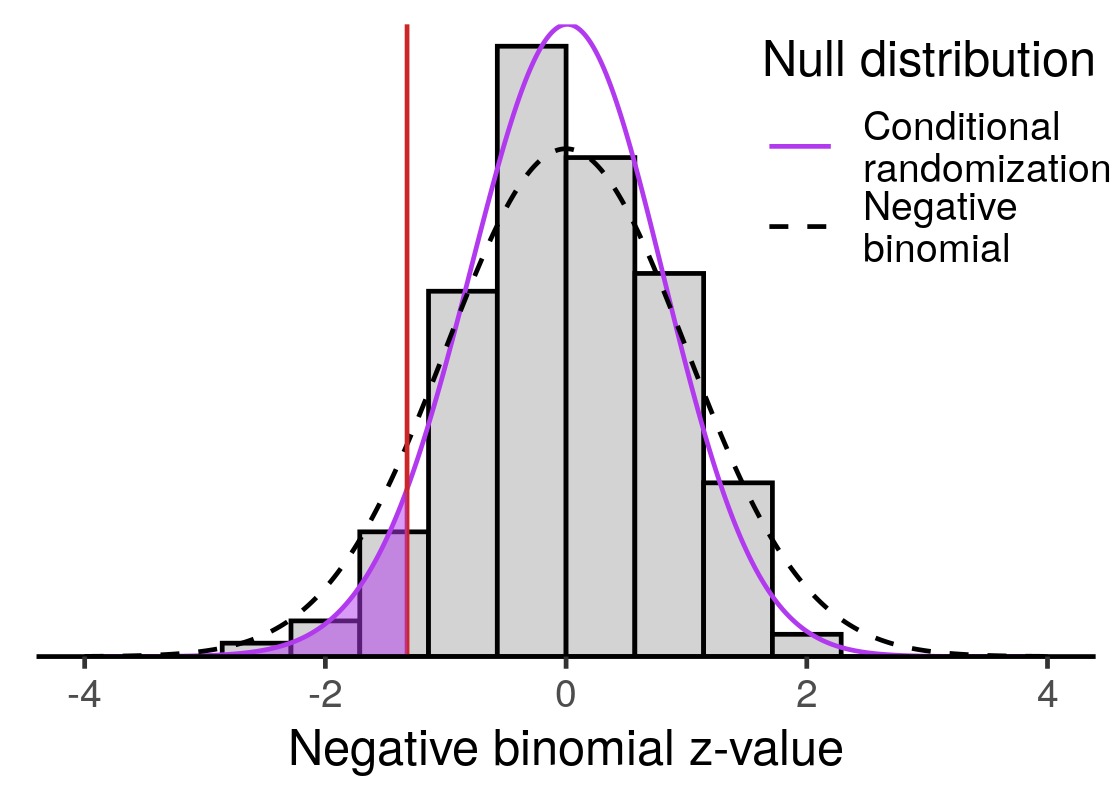 Null distribution
Conditional
randomization
Negative
binomial
-4 -2 0 2 4
Negative binomial z-value